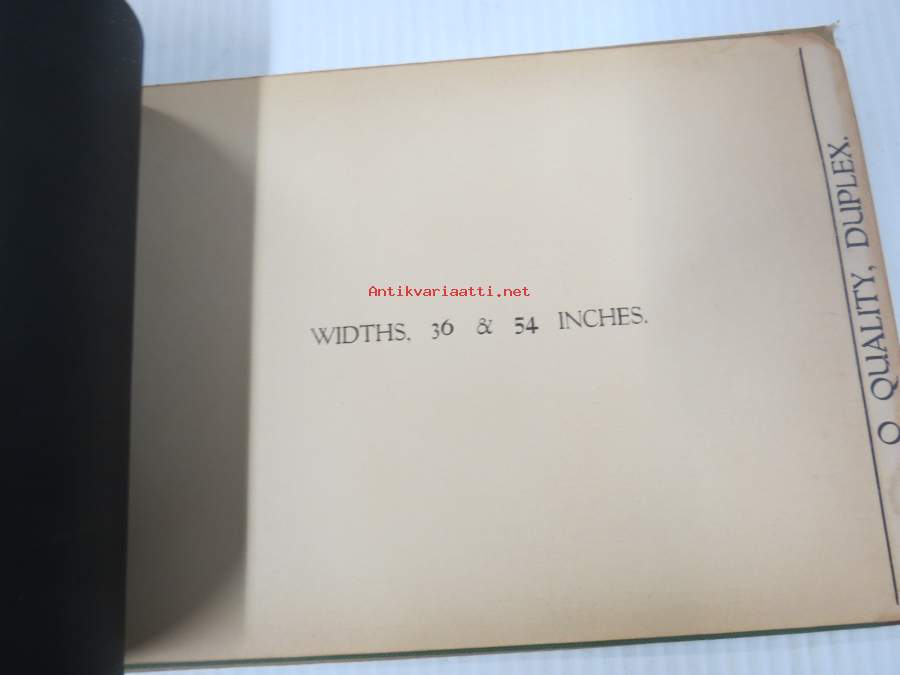 Antikvariaatti.net
WIDTHS, 36 & 54 INCHES.
O QUALITY, DUPLEX.